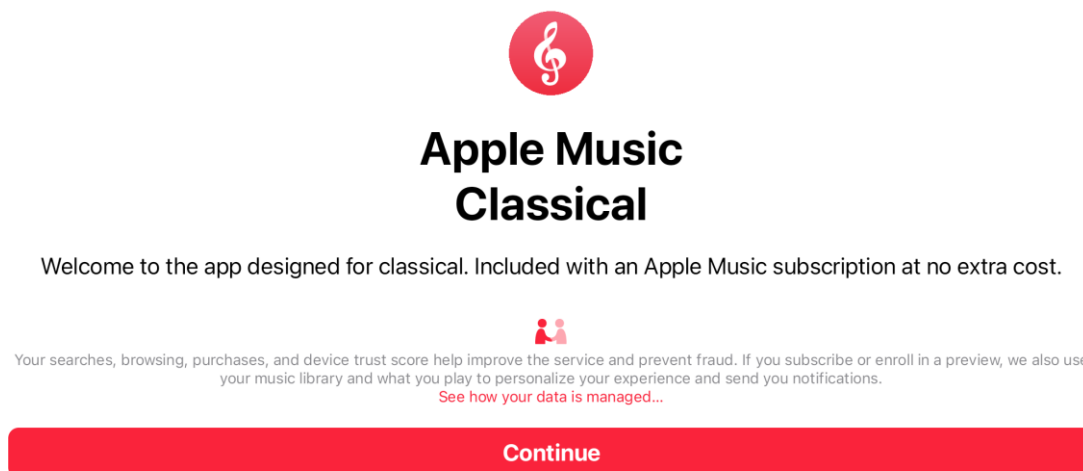 Apple Music
Classical
Welcome to the app designed for classical. Included with an Apple Music subscription at no extra cost.
Your searches, browsing, purchases, and device trust score help improve the service and prevent fraud. If you subscribe or enroll in a preview, we also use
your music library and what you play to personalize your experience and send you notifications.
See how your data is managed...
Continue